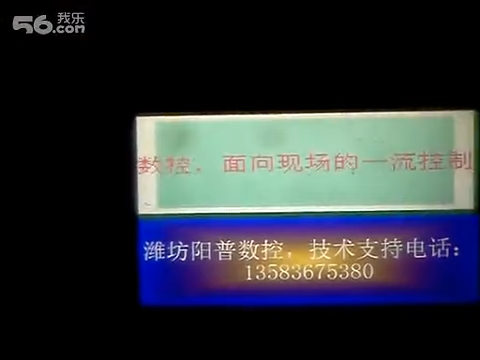 56我乐
.com
数控，面向现场的一流控制
潍坊阳普数控，技术支持电话：
13583675380